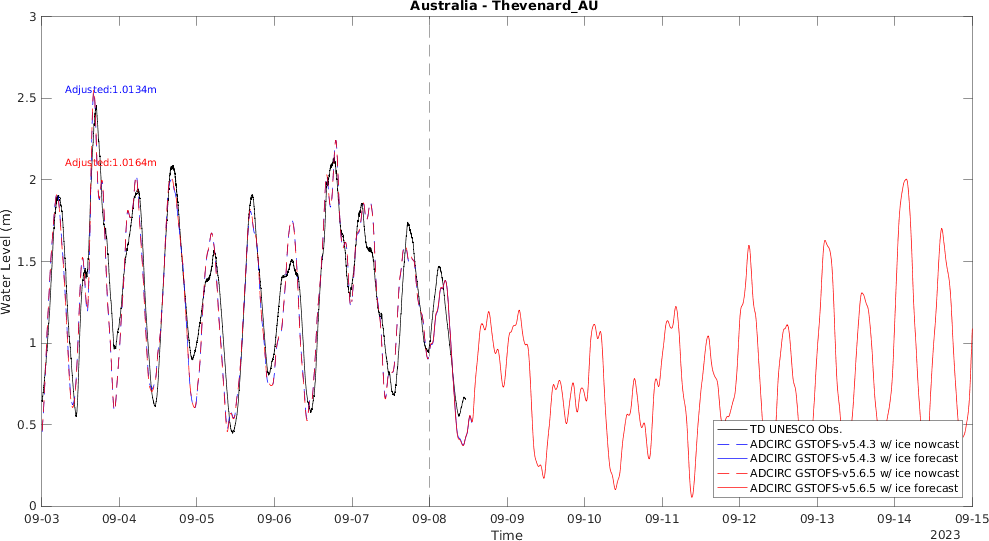 Australia - Thevenard_AU
3
2.5
2
1.5
1
0.5
0
Water Level (m)
Adjusted:1.0134m
Adjusted:1.0164m
TD UNESCO Obs.
ADCIRC GSTOFS-v5.4.3 w/ ice nowcast
ADCIRC GSTOFS-v5.4.3 w/ ice forecast
ADCIRC GSTOFS-v5.6.5 w/ ice nowcast
ADCIRC GSTOFS-v5.6.5 w/ ice forecast
09-03 09-04 09-05 09-06 09-07 09-08 09-09 09-10 09-11 09-12 09-13 09-14 09-15
Time
2023